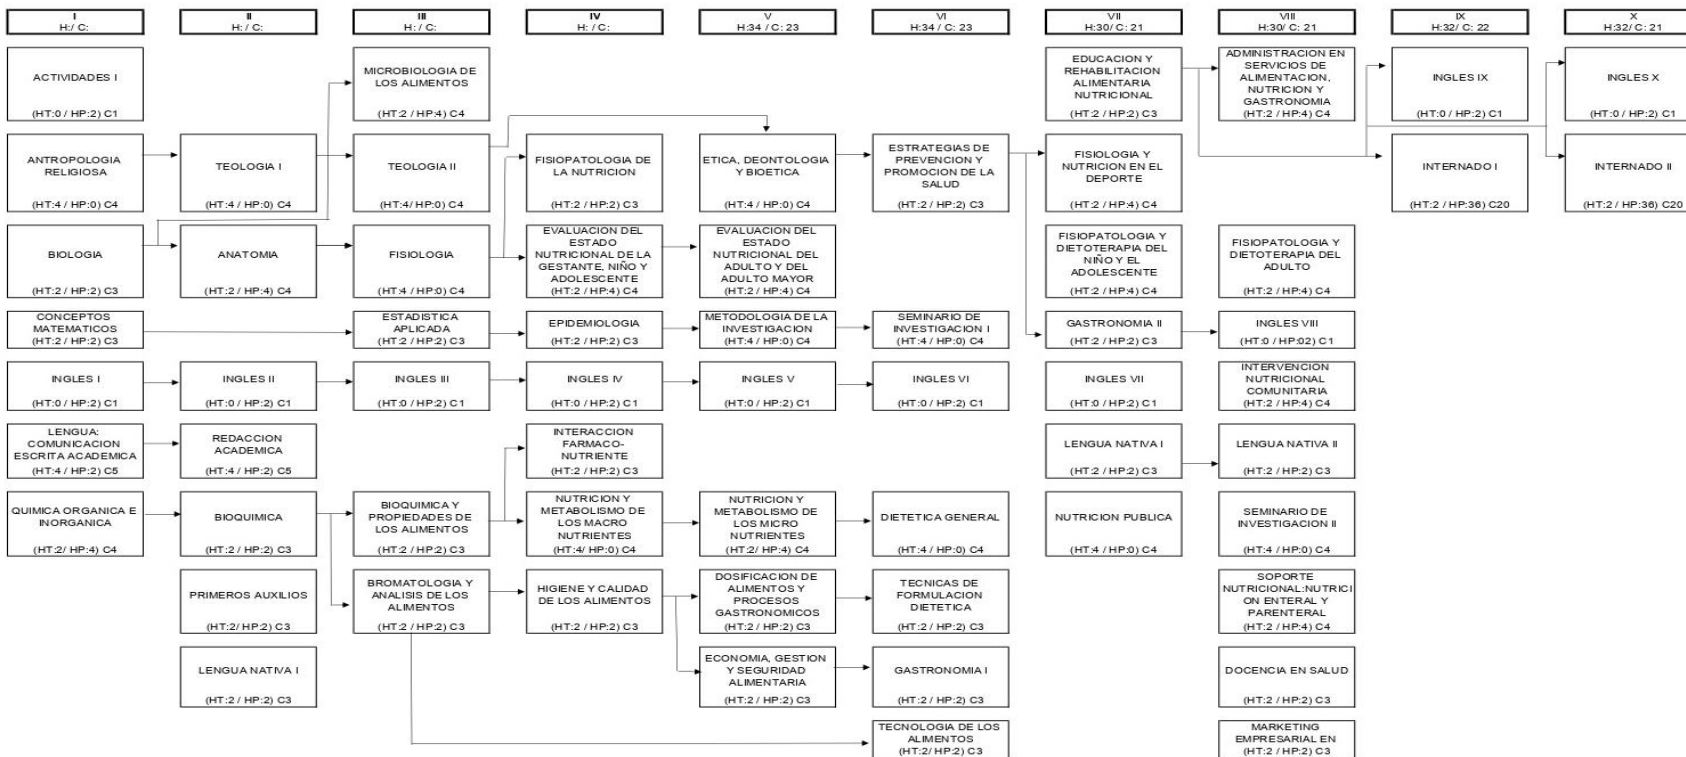 I
H:/ C:
II
H: / C:
III
H: / C:
IV
H: / C:
V
H:34 / C: 23
VI
H:34 / C: 23
VII
H:30/ C: 21
VIII
H:30/ C: 21
IX
H:32/ C: 22
X
H:32/ C: 21
ACTIVIDADES I
(HT:0 / HP:2) C1
ANTROPOLOGIA
RELIGIOSA
(HT:4 / HP:0) C4
BIOLOGIA
(HT:2 / HP:2) C3
CONCEPTOS
MATEMATICOS
(HT:2 / HP:2) C3
INGLES I
(HT:0 / HP:2) C1
LENGUA:
COMUNICACION
ESCRITA ACADEMICA
(HT:4 / HP:2) C5
QUIMICA ORGANICA E
INORGANICA
(HT:2/ HP:4) C4
TEOLOGIA I
(HT:4 / HP:0) C4
ANATOMIA
(HT:2 / HP:4) C4
INGLES II
(HT:0 / HP:2) C1
REDACCION
ACADEMICA
(HT:4 / HP:2) C5
BIOQUIMICA
(HT:2 / HP:2) C3
PRIMEROS AUXILIOS
(HT:2/ HP:2) C3
LENGUA NATIVA I
(HT:2 / HP:2) C3
MICROBIOLOGIA DE
LOS ALIMENTOS
(HT:2 / HP:4) C4
TEOLOGIA II
(HT:4/ HP:0) C4
FISIOLOGIA
(HT:4 / HP:0) C4
ESTADISTICA
APLICADA
(HT:2 / HP:2) C3
INGLES III
(HT:0 / HP:2) C1
BIOQUIMICA Y
PROPIEDADES DE
LOS ALIMENTOS
(HT:2 / HP:2) C3
BROMATOLOGIA Y
ANALISIS DE LOS
ALIMENTOS
(HT:2 / HP:2) C3
FISIOPATOLOGIA DE
LA NUTRICION
(HT:2 / HP:2) C3
EVALUACION DEL
ESTADO
NUTRICIONAL DE LA
GESTANTE, NIÑO Y
ADOLESCENTE
(HT:2 / HP:4) C4
EPIDEMIOLOGIA
(HT:2 / HP:2) C3
INGLES IV
(HT:0 / HP:2) C1
INTERACCION
FARMACO-
NUTRIENTE
(HT:2 / HP:2) C3
NUTRICION Y
METABOLISMO DE
LOS MACRO
NUTRIENTES
(HT:4/ HP:0) C4
HIGIENE Y CALIDAD
DE LOS ALIMENTOS
(HT:2 / HP:2) C3
ETICA, DEONTOLOGIA
Y BIOETICA
(HT:4 / HP:0) C4
EVALUACION DEL
ESTADO
NUTRICIONAL DEL
ADULTO Y DEL
ADULTO MAYOR
(HT:2 / HP:4) C4
METODOLOGIA DE LA
INVESTIGACION
(HT:4 / HP:0) C4
INGLES V
(HT:0 / HP:2) C1
NUTRICION Y
METABOLISMO DE
LOS MICRO
NUTRIENTES
(HT:2/ HP:4) C4
DOSIFICACION DE
ALIMENTOS Y
PROCESOS
GASTRONOMICOS
(HT:2 / HP:2) C3
ECONOMIA, GESTION
Y SEGURIDAD
ALIMENTARIA
(HT:2 / HP:2) C3
ESTRATEGIAS DE
PREVENCION Y
PROMOCION DE LA
SALUD
(HT:2 / HP:2) C3
SEMINARIO DE
INVESTIGACION I
(HT:4 / HP:0) C4
INGLES VI
(HT:0 / HP:2) C1
DIETETICA GENERAL
(HT:4 / HP:0) C4
TECNICAS DE
FORMULACION
DIETETICA
(HT:2 / HP:2) C3
GASTRONOMIA I
(HT:2 / HP:2) C3
TECNOLOGIA DE LOS
ALIMENTOS
(HT:2/ HP:2) C3
EDUCACION Y
REHABILITACION
ALIMENTARIA
NUTRICIONAL
(HT:2 / HP:2) C3
FISIOLOGIA Y
NUTRICION EN EL
DEPORTE
(HT:2 / HP:4) C4
FISIOPATOLOGIA Y
DIETOTERAPIA DEL
NIÑO Y EL
ADOLESCENTE
(HT:2 / HP:4) C4
GASTRONOMIA II
(HT:2 / HP:2) C3
INGLES VII
(HT:0 / HP:2) C1
LENGUA NATIVA I
(HT:2 / HP:2) C3
NUTRICION PUBLICA
(HT:4 / HP:0) C4
ADMINISTRACION EN
SERVICIOS DE
ALIMENTACION,
NUTRICION Y
GASTRONOMIA
(HT:2 / HP:4) C4
FISIOPATOLOGIA Y
DIETOTERAPIA DEL
ADULTO
(HT:2 / HP:4) C4
INGLES VIII
(HT:0 / HP:02) C1
INTERVENCION
NUTRICIONAL
COMUNITARIA
(HT:2 / HP:4) C4
LENGUA NATIVA II
(HT:2 / HP:2) C3
SEMINARIO DE
INVESTIGACION II
(HT:4 / HP:0) C4
SOPORTE
NUTRICIONAL:NUTRICI
ON ENTERAL Y
PARENTERAL
(HT:2 / HP:4) C4
DOCENCIA EN SALUD
(HT:2 / HP:2) C3
MARKETING
EMPRESARIAL EN
(HT:2 / HP:2) C3
INGLES IX
(HT:0 / HP:2) C1
INTERNADO I
(HT:2 / HP:36) C20
INGLES X
(HT:0 / HP:2) C1
INTERNADO II
(HT:2 / HP:36) C20